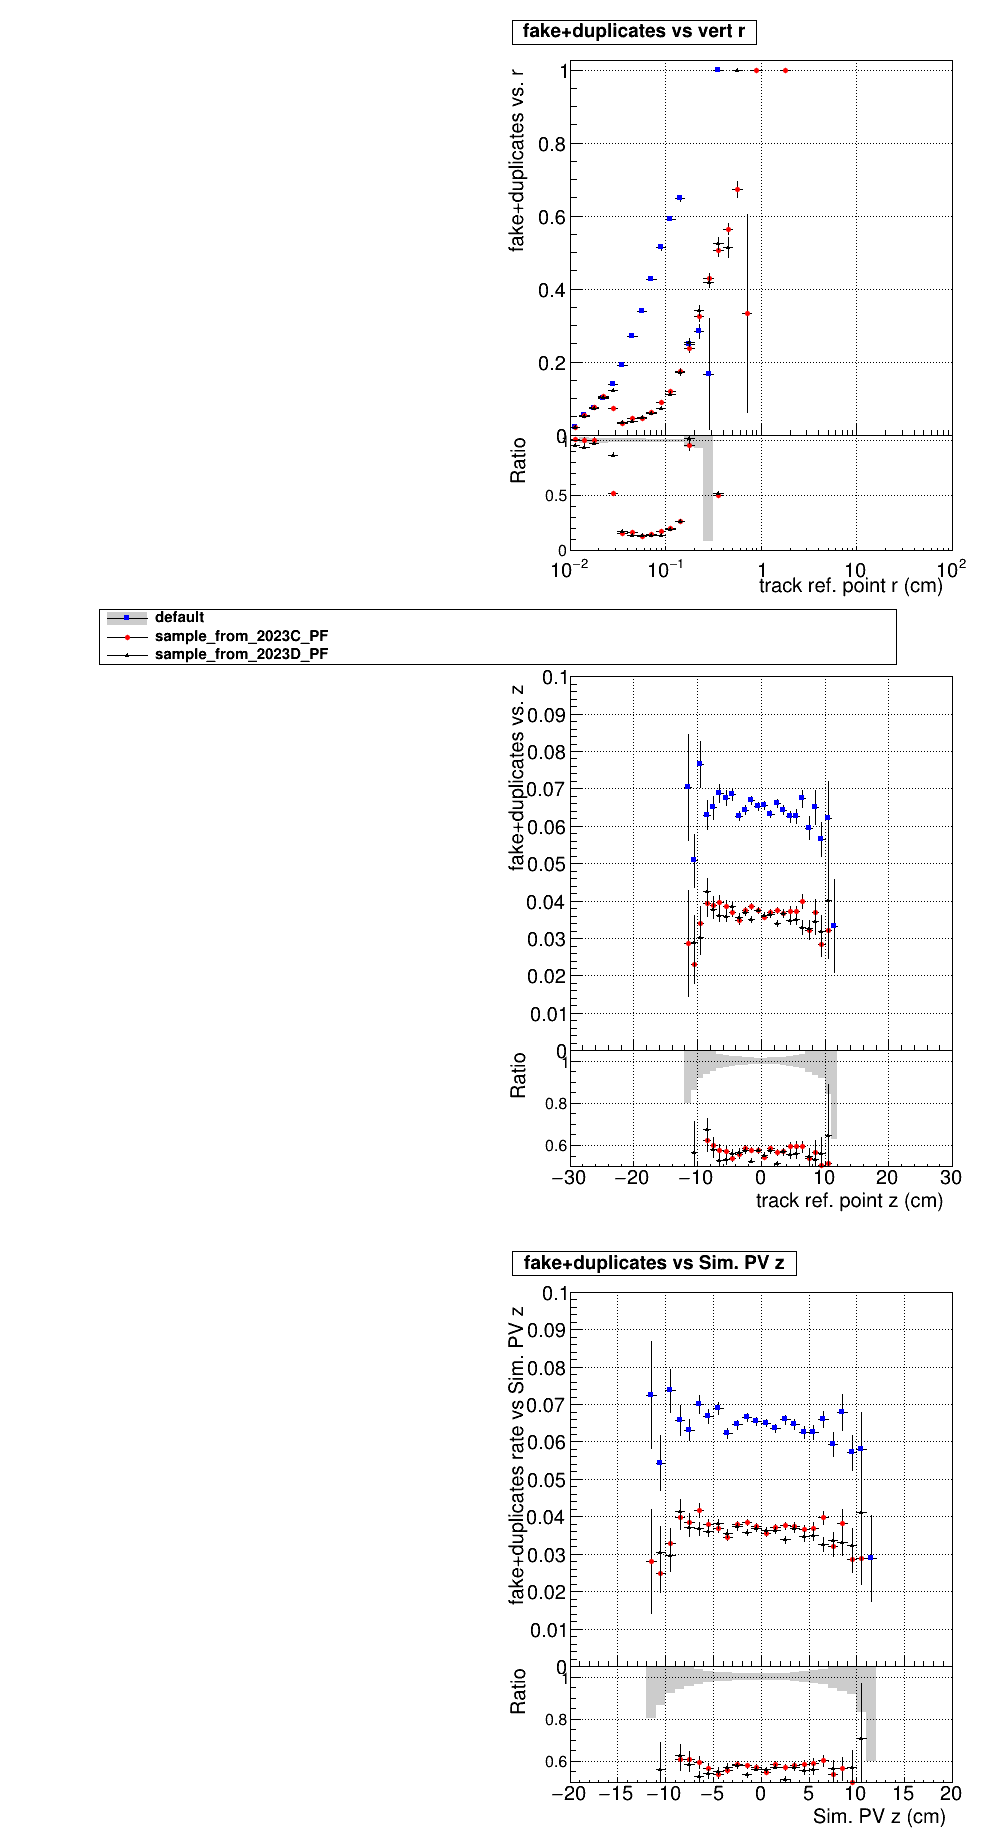 fake+duplicates vs vert r
fake+duplicates vs. r
1
0.8
0.6
0.4
0.2
0
Ratio
1
0.5
0
10−2
10−1
1
10
102
track ref. point r (cm)
default
sample_from_2023C_PF
sample_from_2023D_PF
fake+duplicates vs. z
0.1
0.09
0.08
0.07
0.06
0.05
0.04
0.03
0.02
0.01
0
Ratio
1
0.8
0.6
−30 −20 −10 0 10 20 30
track ref. point z (cm)
fake+duplicates vs Sim. PV z
fake+duplicates rate vs Sim. PV z
0.1
0.09
0.08
0.07
0.06
0.05
0.04
0.03
0.02
0.01
0
Ratio
1
0.8
0.6
−20 −15 −10 −5 0 5 10 15 20
Sim. PV z (cm)